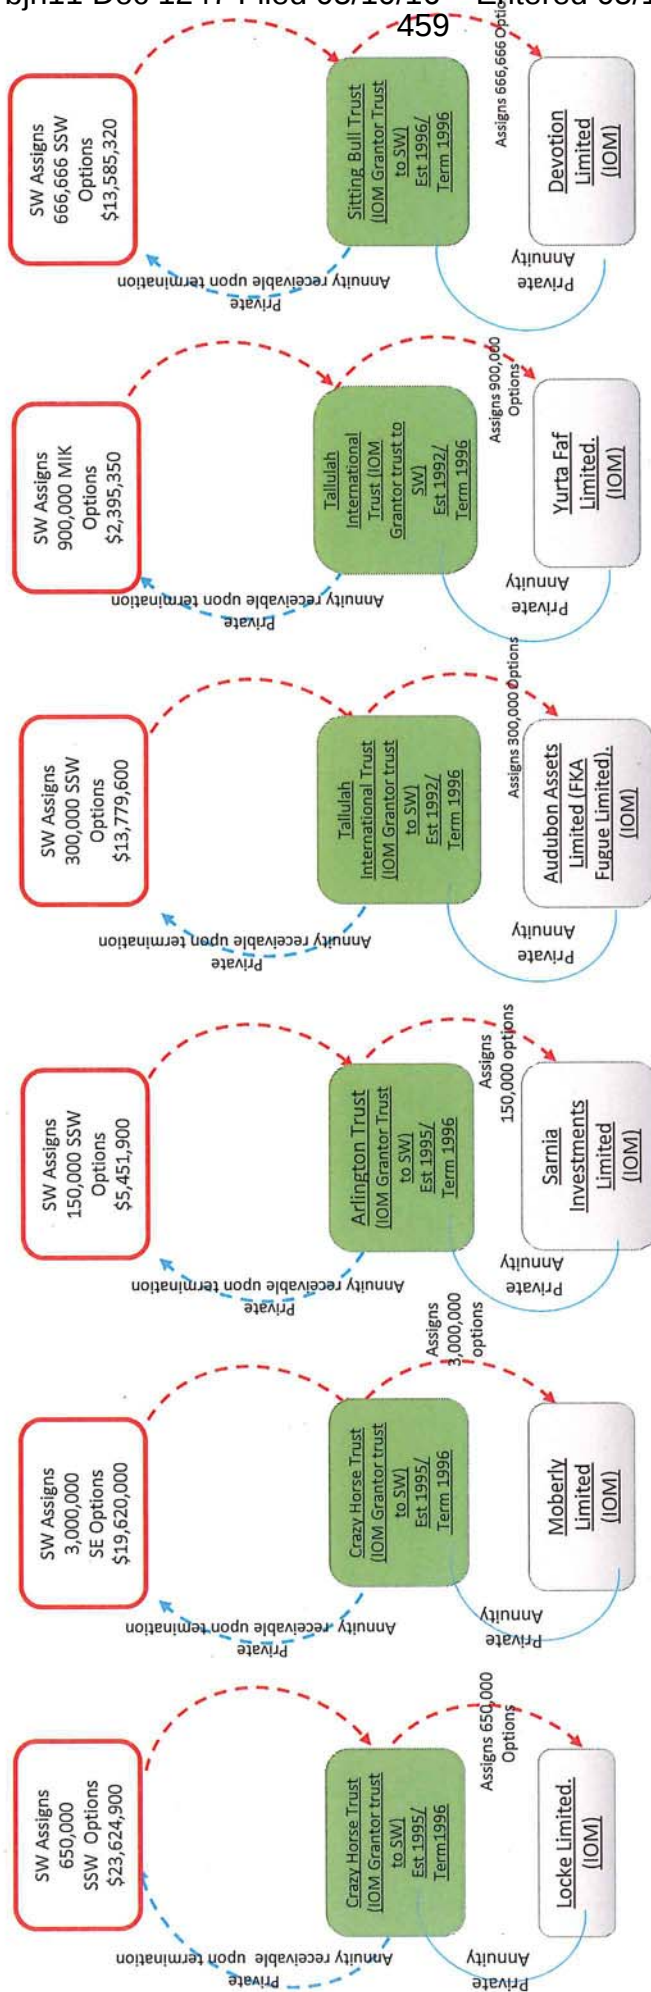 bjh11 Doc 1247 Filed 05/16/16 Entered 05/1
459
SW Assigns
650,000
SSW Options
$23,624,900
Private
Annuity receivable upon termination
Crazy Horse Trust
(IOM Grantor trust
to SW)
Est 1995/
Term1996
Assigns 650,000
Options
Private
Annuity
Locke Limited.
(IOM)
SW Assigns
3,000,000
SE Options
$19,620,000
Private
Annuity receivable upon termination
Crazy Horse Trust
(IOM Grantor trust
to SW)
Est 1995/
Term 1996
Assigns
3,000,000
options
Private
Annuity
Moberly
Limited
(IOM)
SW Assigns
150,000 SSW
Options
$5,451,900
Private
Annuity receivable upon termination
Arlington Trust
(IOM Grantor Trust
to SW)
Est 1995/
Term 1996
Assigns
150,000 options
Private
Annuity
Sarnia
Investments
Limited
(IOM)
SW Assigns
300,000 SSW
Options
$13,779,600
Private
Annuity receivable upon termination
Tallulah
International Trust
(IOM Grantor trust
to SW)
Est 1992/
Term 1996
Assigns 300,000 Options
Private
Annuity
Audubon Assets
Limited (FKA
Fugue Limited).
(IOM)
SW Assigns
900,000 MIK
Options
$2,395,350
Private
Annuity receivable upon termination
Tallulah
International
Trust (IOM
Grantor trust to
SW)
Est 1992/
Term 1996
Assigns 900,000
Options
Private
Annuity
Yurta Faf
Limited.
(IOM)
SW Assigns
666,666 SSW
Options
$13,585,320
Private
Annuity receivable upon termination
Sitting Bull Trust
(IOM Grantor Trust
to SW)
Est 1996/
Term 1996
Assigns 666,666 Optio
Private
Annuity
Devotion
Limited
(IOM)